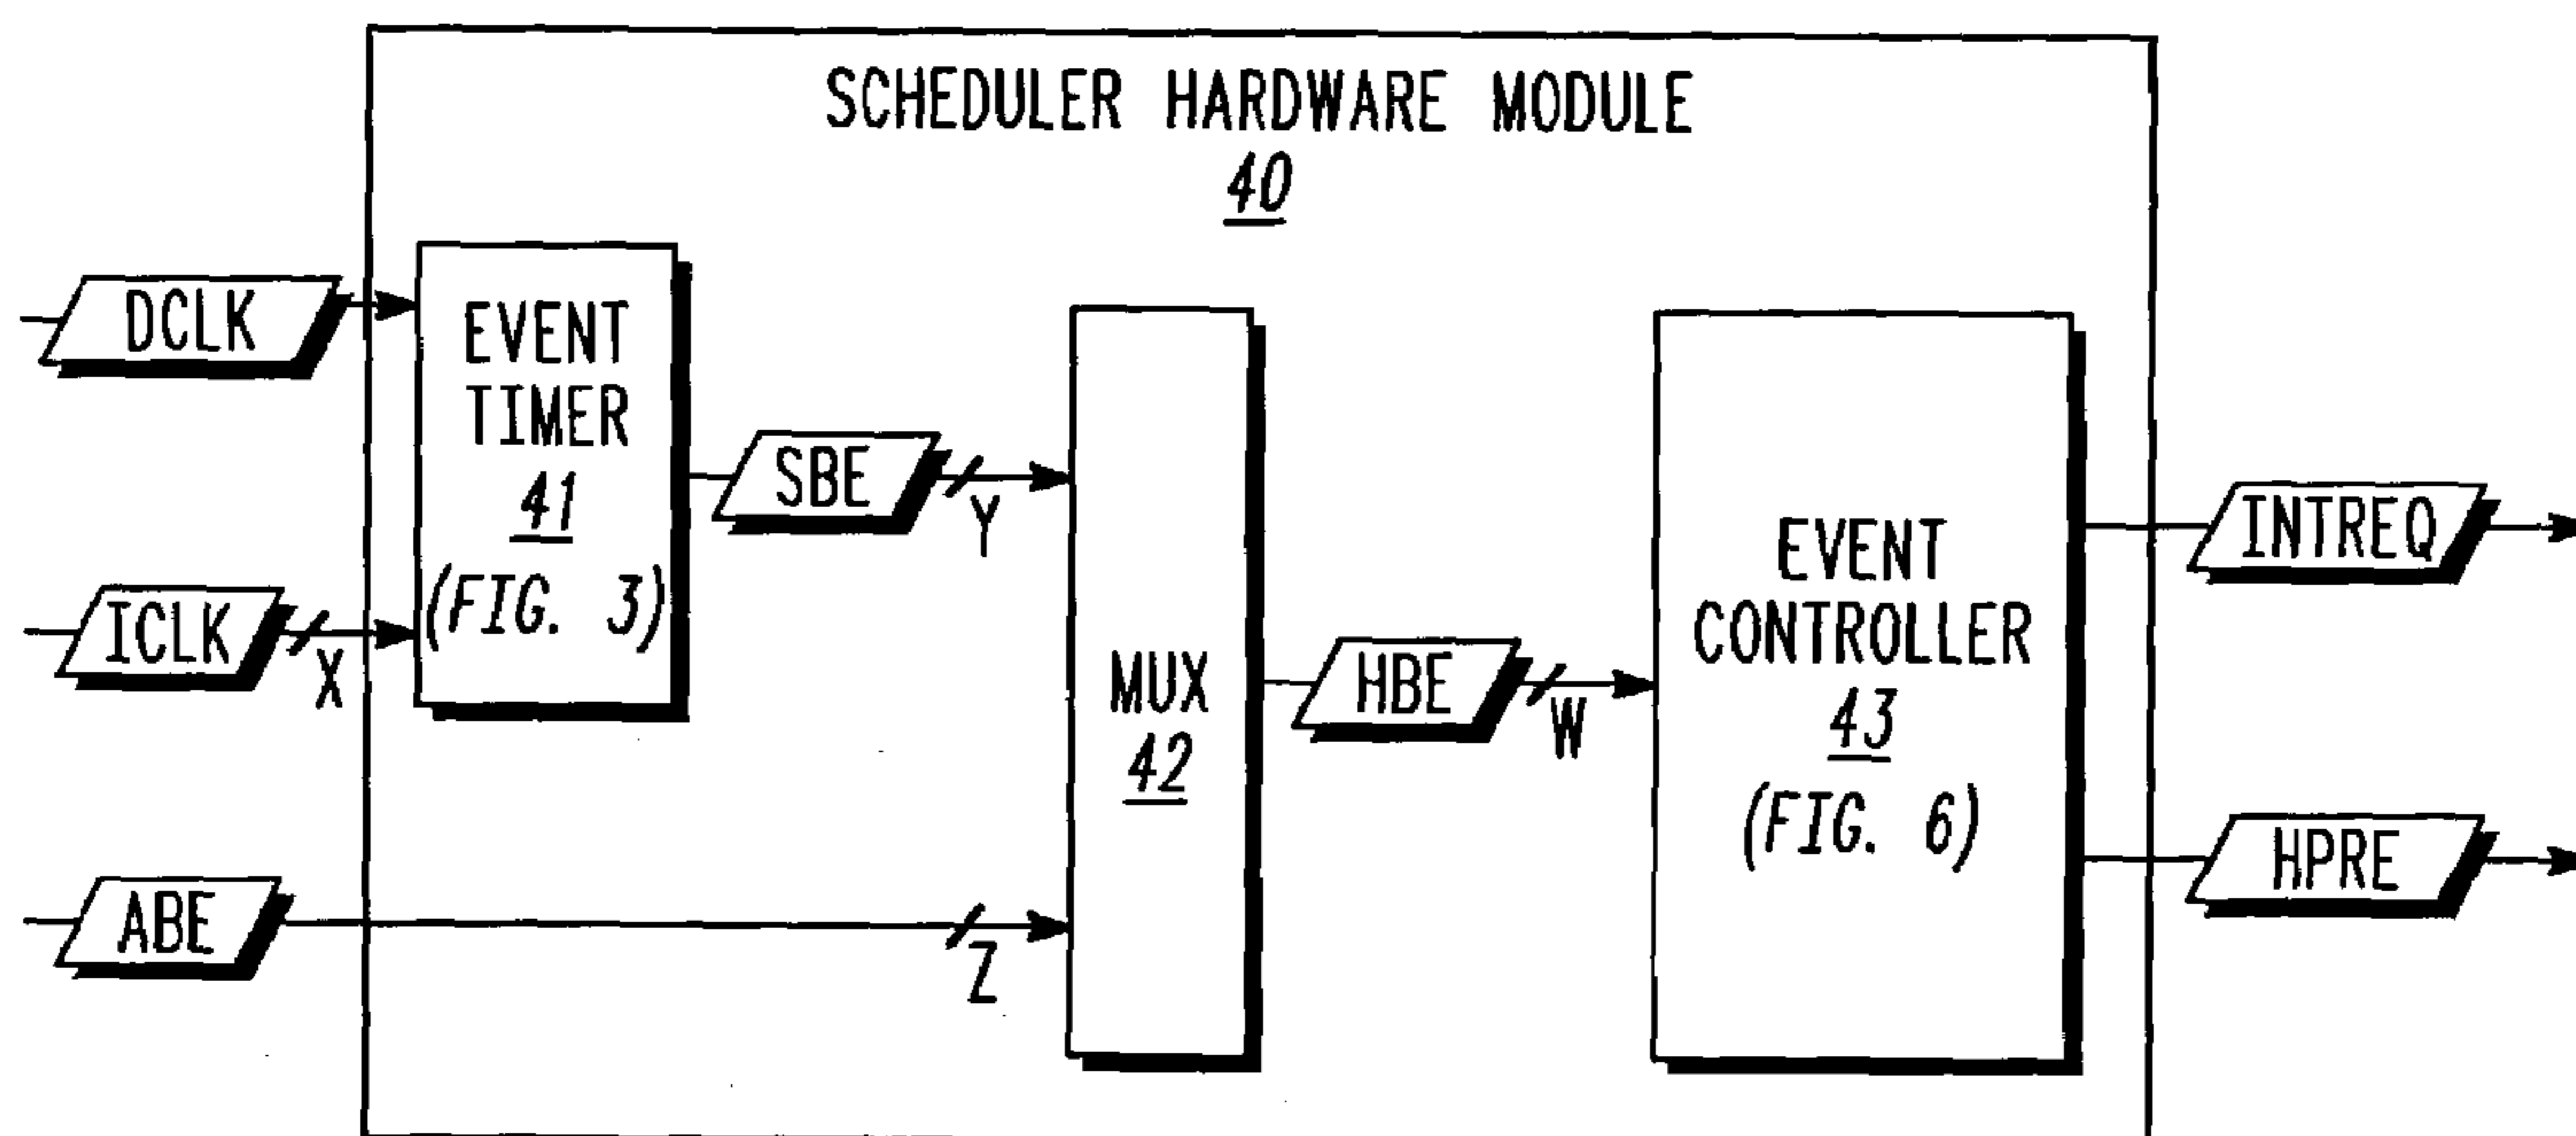 SCHEDULER HARDWARE MODULE
40
DCLK
EVENT
TIMER
41
(FIG. 3)
ICLK
X
SBE
Y
ABE
Z
MUX
42
HBE
W
EVENT
CONTROLLER
43
(FIG. 6)
INTREQ
HPRE